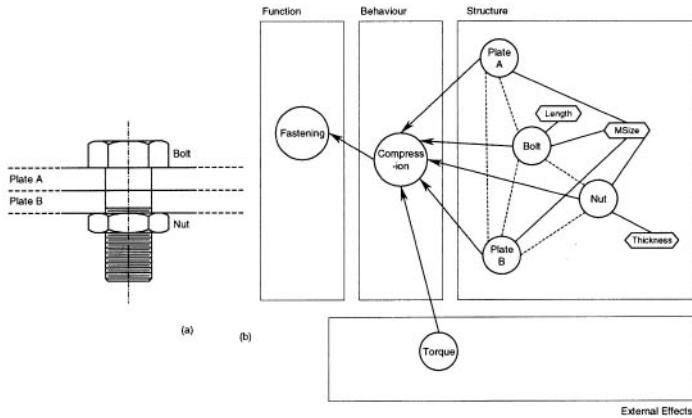 Function
Behaviour
Structure
Plate
A
Length
MSize
Fastening
Bolt
Compress
-ion
Bolt
Plate A
Plate B
Nut
Nut
Plate
B
Thickness
(a)
(b)
Torque
External Effects